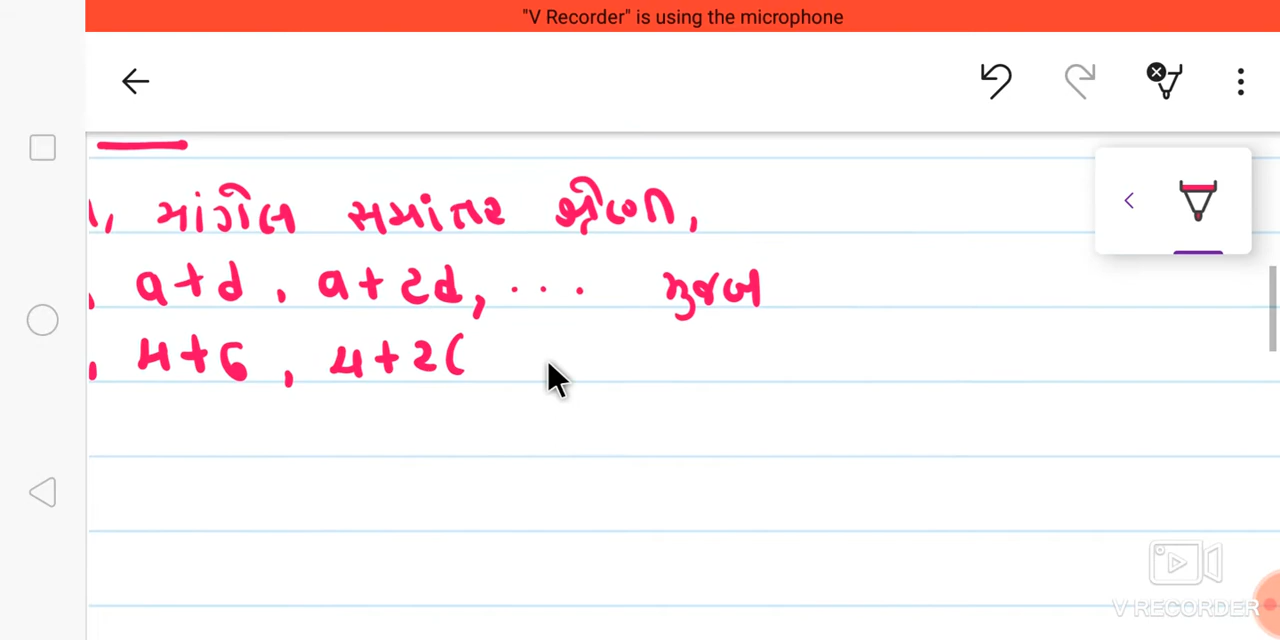 "V Recorder" is using the microphone
, માંગેલ સમાંતર શ્રેણી,
, a+d, a+2d, ... મુજબ
, 4+6, 4+2(
V RECORDER